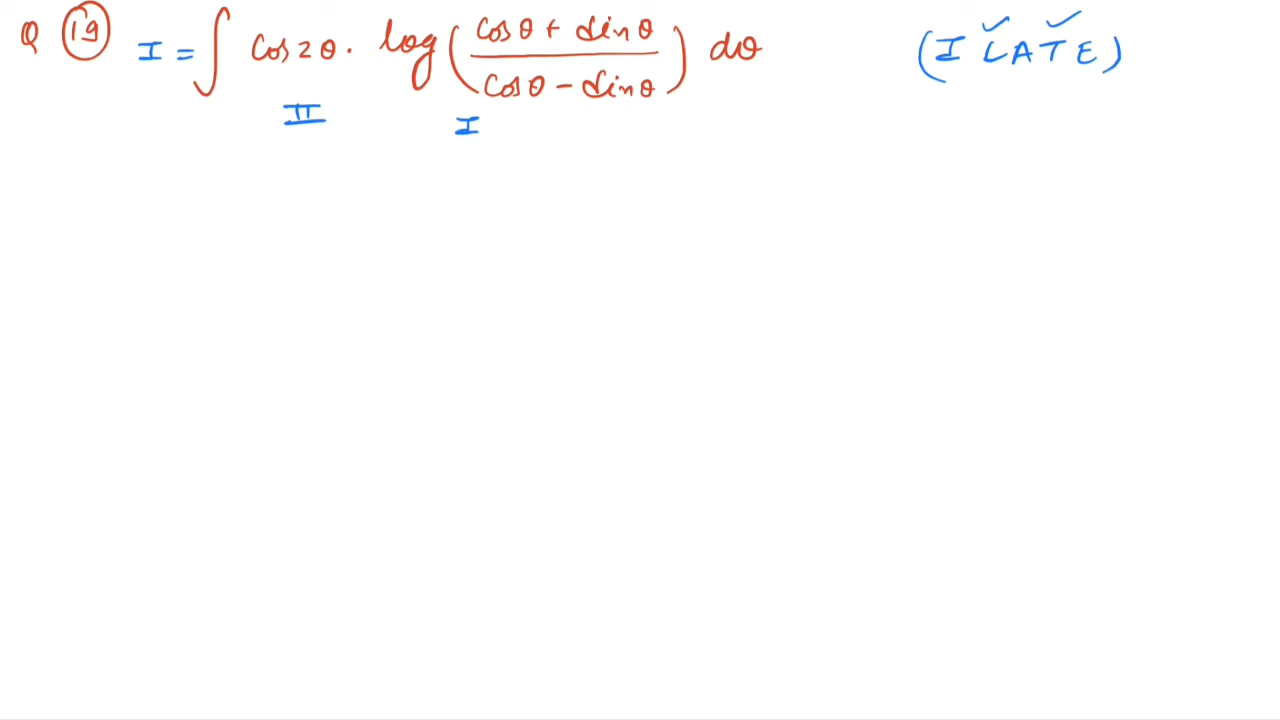 Q 19 I = ∫ Cos 2θ · log ( (Cos θ + Sin θ) / (Cos θ − Sin θ) ) dθ (I L A T E)
II I